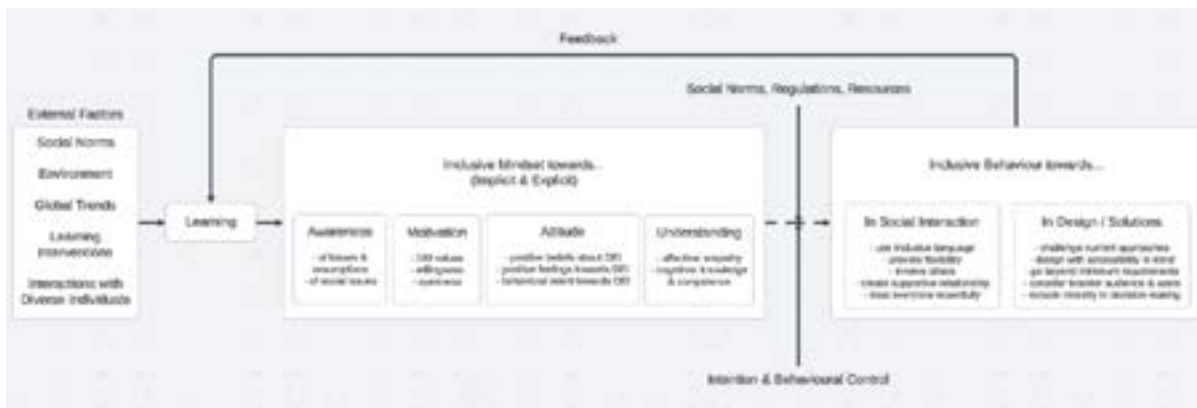 Feedback
Social Norms, Regulations, Resources
External Factors
Social Norms
Environment
Global Trends
Learning
Interventions
Interactions with
Diverse Individuals
Learning
Inclusive Mindset towards...
(Implicit & Explicit)
Awareness
- of biases &
assumptions
- of social issues
Motivation
- DEI values
- willingness
- openness
Attitude
- positive beliefs about DEI
- positive feelings towards DEI
- behavioural intent towards DEI
Understanding
- affective empathy
- cognitive knowledge
& competence
Inclusive Behaviour towards...
In Social Interaction
- use inclusive language
- provide flexibility
- involve others
- create supportive relationship
- treat everyone
In Design / Solutions
- challenge current approaches
- design with accessibility in mind
- go beyond minimum requirements
- consider broader audience & users
- include minority in decision making
Intention & Behavioural Control